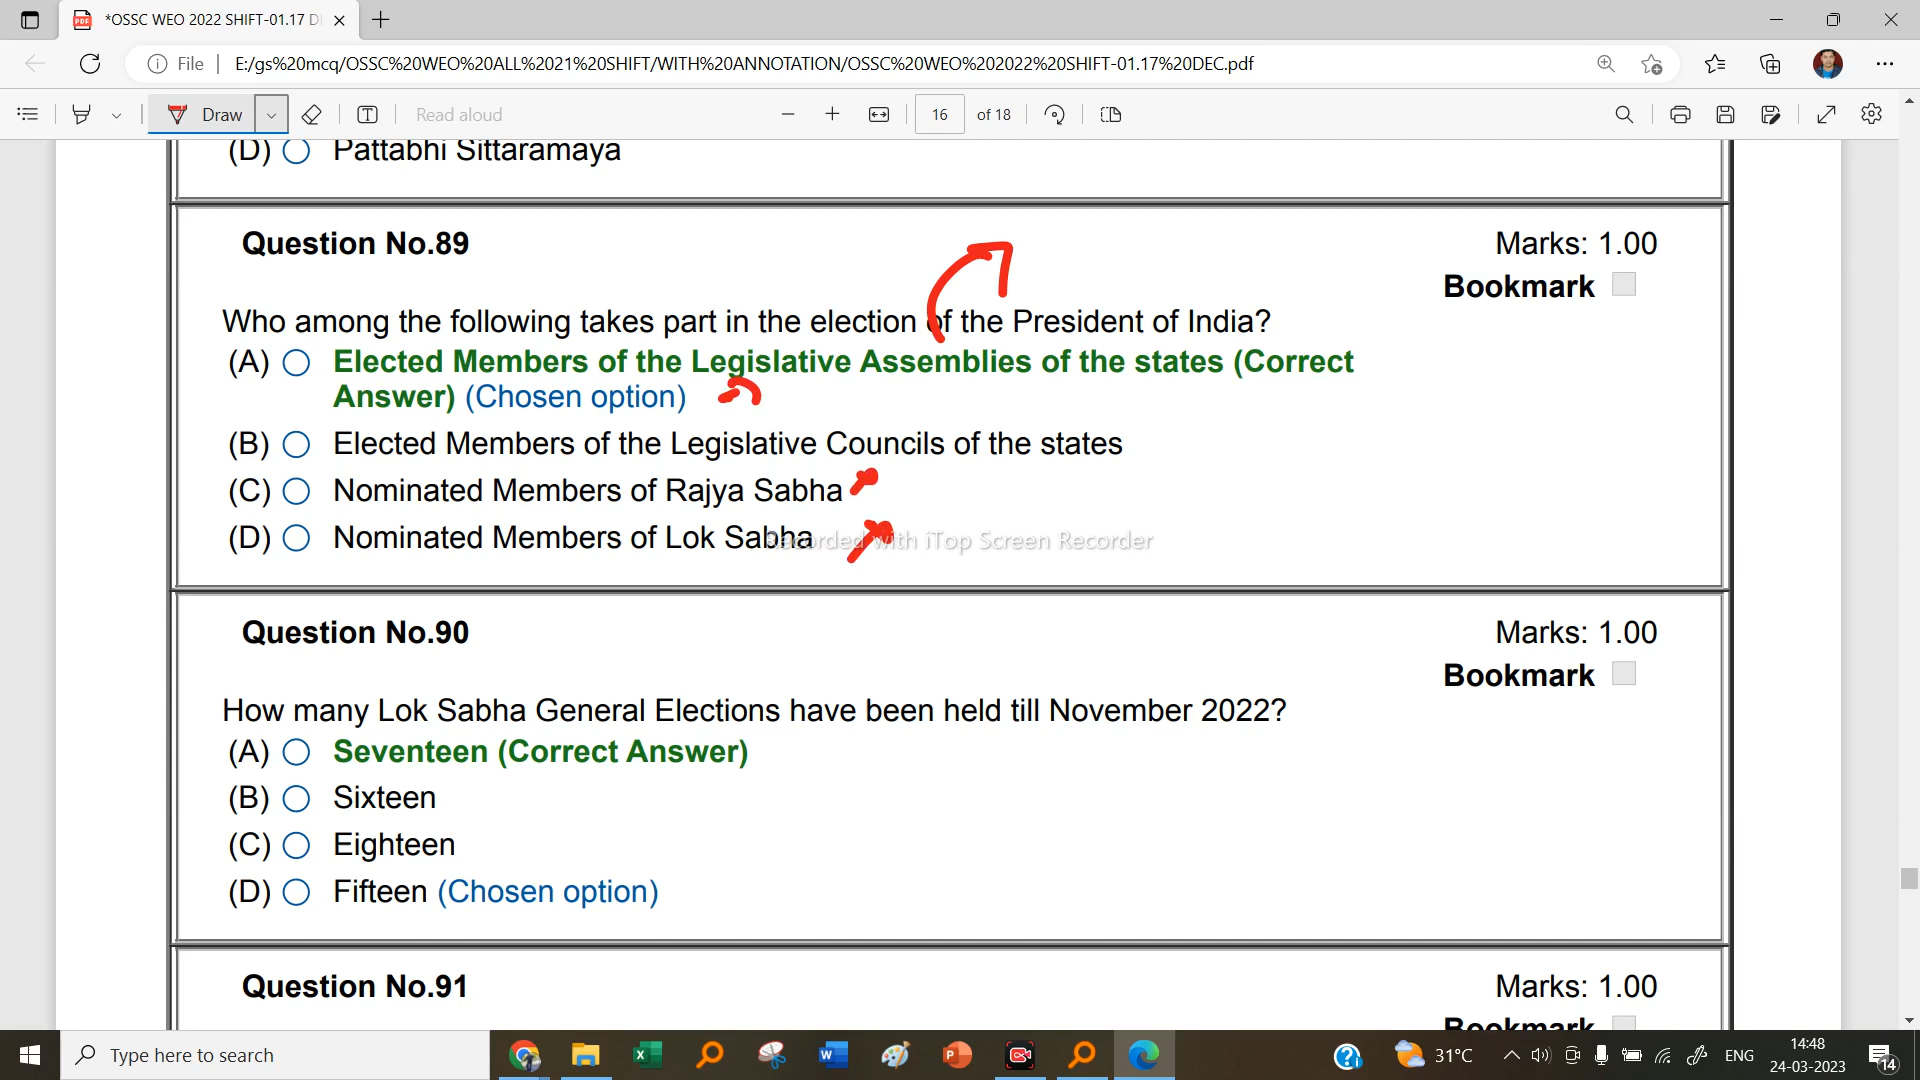 *OSSC WEO 2022 SHIFT-01.17 D
File
E:/gs%20mcq/OSSC%20WEO%20ALL%2021%20SHIFT/WITH%20ANNOTATION/OSSC%20WEO%202022%20SHIFT-01.17%20DEC.pdf
Draw
Read aloud
16 of 18
(D) Pattabhi Sittaramaya
Question No.89
Marks: 1.00
Bookmark
Who among the following takes part in the election of the President of India?
(A) Elected Members of the Legislative Assemblies of the states (Correct
Answer) (Chosen option)
(B) Elected Members of the Legislative Councils of the states
(C) Nominated Members of Rajya Sabha
(D) Nominated Members of Lok Sabha
Recorded with iTop Screen Recorder
Question No.90
Marks: 1.00
Bookmark
How many Lok Sabha General Elections have been held till November 2022?
(A) Seventeen (Correct Answer)
(B) Sixteen
(C) Eighteen
(D) Fifteen (Chosen option)
Question No.91
Marks: 1.00
Bookmark
Type here to search
31°C
ENG
14:48
24-03-2023
14